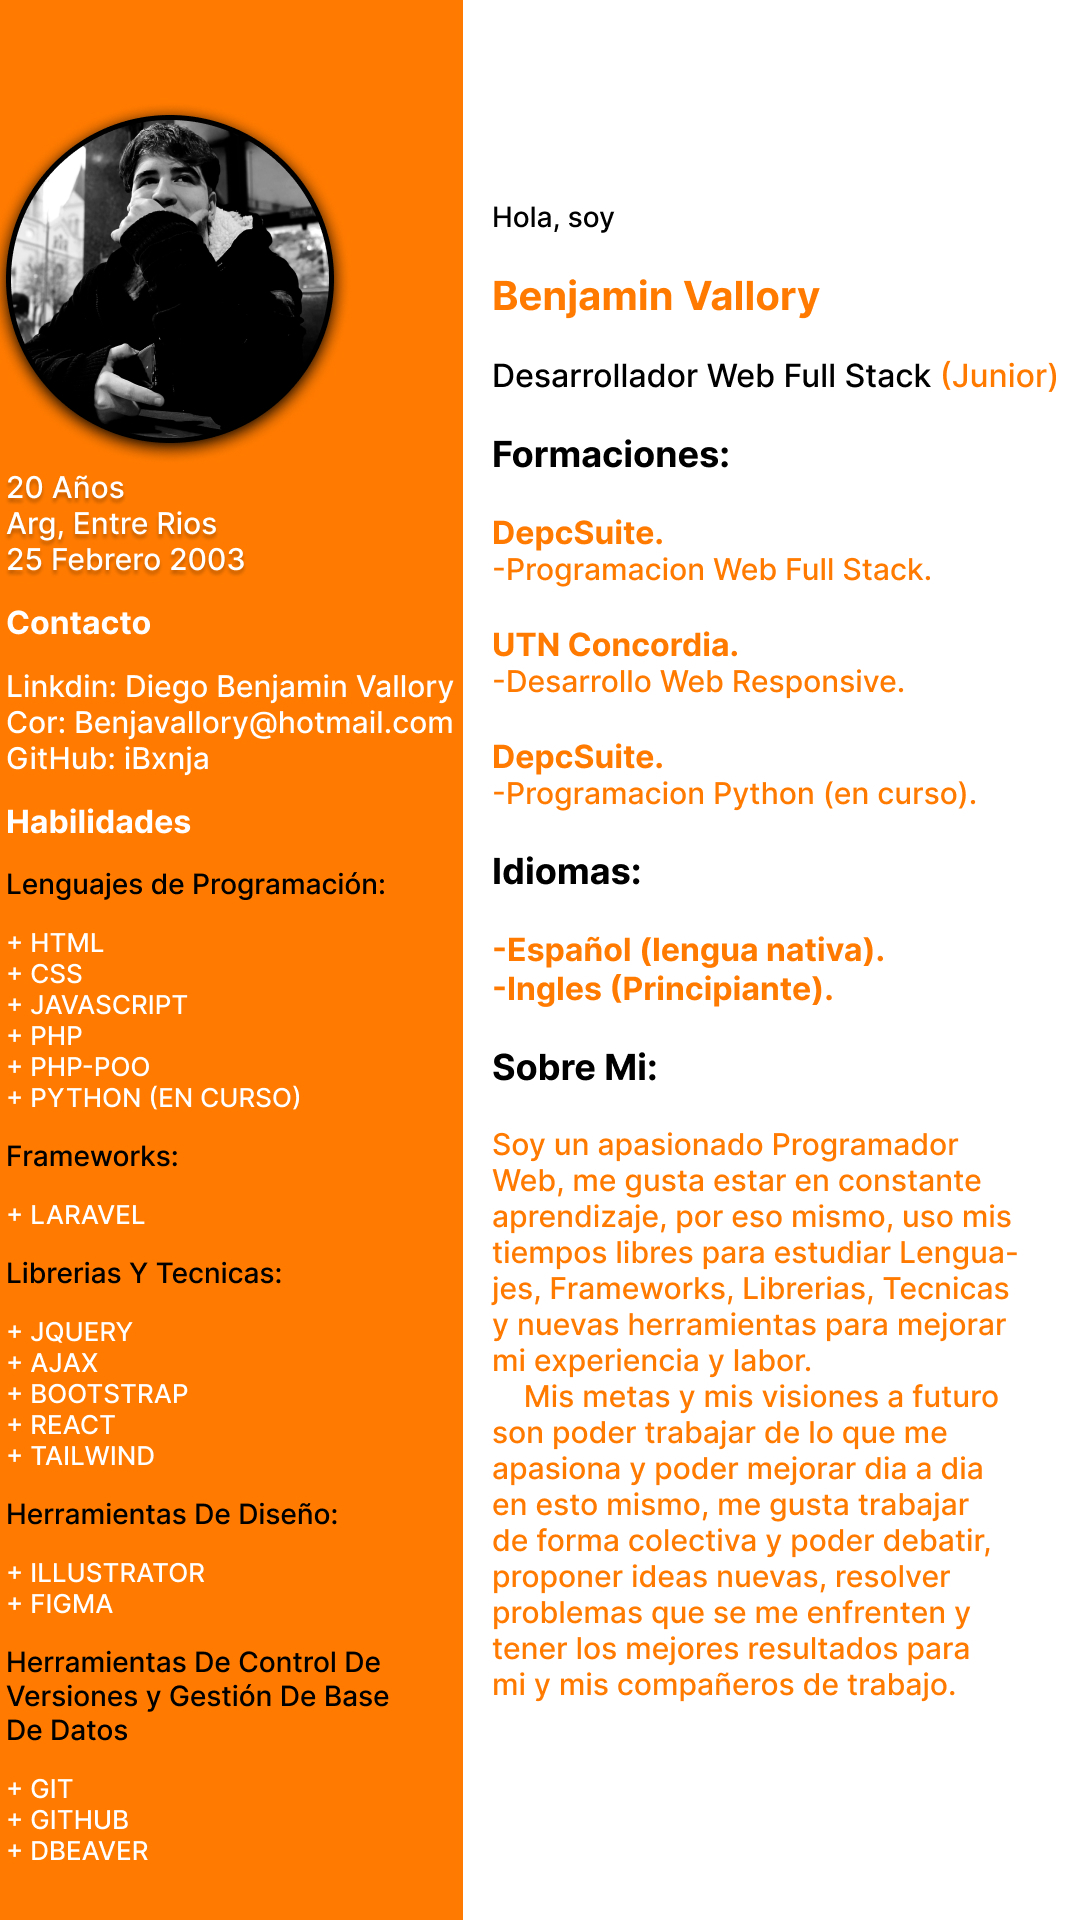 20 Años
Arg, Entre Rios
25 Febrero 2003
Contacto
Linkdin: Diego Benjamin Vallory
Cor: Benjavallory@hotmail.com
GitHub: iBxnja
Habilidades
Lenguajes de Programación:
+ HTML
+ CSS
+ JAVASCRIPT
+ PHP
+ PHP-POO
+ PYTHON (EN CURSO)
Frameworks:
+ LARAVEL
Librerias Y Tecnicas:
+ JQUERY
+ AJAX
+ BOOTSTRAP
+ REACT
+ TAILWIND
Herramientas De Diseño:
+ ILLUSTRATOR
+ FIGMA
Herramientas De Control De
Versiones y Gestión De Base
De Datos
+ GIT
+ GITHUB
+ DBEAVER
Hola, soy
Benjamin Vallory
Desarrollador Web Full Stack (Junior)
Formaciones:
DepcSuite.
-Programacion Web Full Stack.
UTN Concordia.
-Desarrollo Web Responsive.
DepcSuite.
-Programacion Python (en curso).
Idiomas:
-Español (lengua nativa).
-Ingles (Principiante).
Sobre Mi:
Soy un apasionado Programador
Web, me gusta estar en constante
aprendizaje, por eso mismo, uso mis
tiempos libres para estudiar Lengua-
jes, Frameworks, Librerias, Tecnicas
y nuevas herramientas para mejorar
mi experiencia y labor.
Mis metas y mis visiones a futuro
son poder trabajar de lo que me
apasiona y poder mejorar dia a dia
en esto mismo, me gusta trabajar
de forma colectiva y poder debatir,
proponer ideas nuevas, resolver
problemas que se me enfrenten y
tener los mejores resultados para
mi y mis compañeros de trabajo.